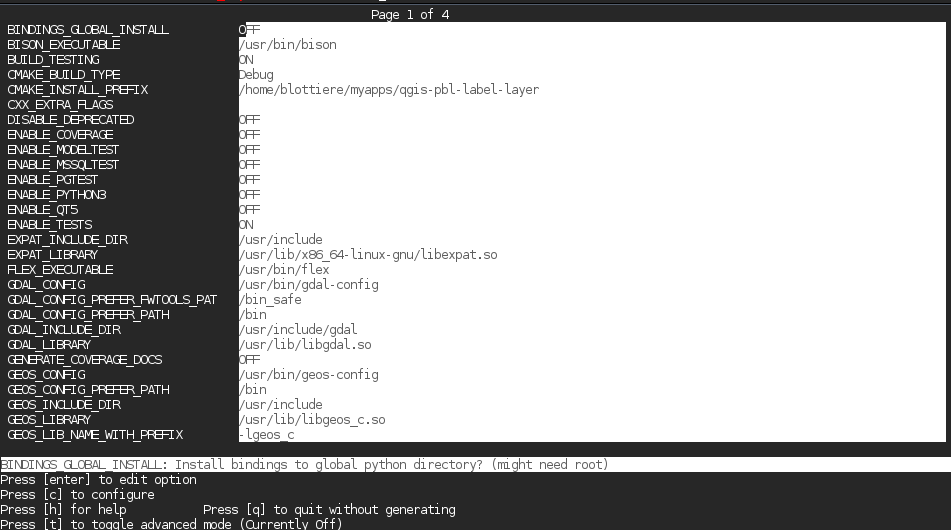 Page 1 of 4
BINDINGS_GLOBAL_INSTALL OFF
BISON_EXECUTABLE /usr/bin/bison
BUILD_TESTING ON
CMAKE_BUILD_TYPE Debug
CMAKE_INSTALL_PREFIX /home/blottiere/myapps/qgis-pbl-label-layer
CXX_EXTRA_FLAGS
DISABLE_DEPRECATED OFF
ENABLE_COVERAGE OFF
ENABLE_MODELTEST OFF
ENABLE_MSSQLTEST OFF
ENABLE_PGTEST OFF
ENABLE_PYTHON3 OFF
ENABLE_QT5 OFF
ENABLE_TESTS ON
EXPAT_INCLUDE_DIR /usr/include
EXPAT_LIBRARY /usr/lib/x86_64-linux-gnu/libexpat.so
FLEX_EXECUTABLE /usr/bin/flex
GDAL_CONFIG /usr/bin/gdal-config
GDAL_CONFIG_PREFER_FWTOOLS_PAT /bin_safe
GDAL_CONFIG_PREFER_PATH /bin
GDAL_INCLUDE_DIR /usr/include/gdal
GDAL_LIBRARY /usr/lib/libgdal.so
GENERATE_COVERAGE_DOCS OFF
GEOS_CONFIG /usr/bin/geos-config
GEOS_CONFIG_PREFER_PATH /bin
GEOS_INCLUDE_DIR /usr/include
GEOS_LIBRARY /usr/lib/libgeos_c.so
GEOS_LIB_NAME_WITH_PREFIX -lgeos_c
BINDINGS_GLOBAL_INSTALL: Install bindings to global python directory? (might need root)
Press [enter] to edit option
Press [c] to configure
Press [h] for help Press [q] to quit without generating
Press [t] to toggle advanced mode (Currently Off)